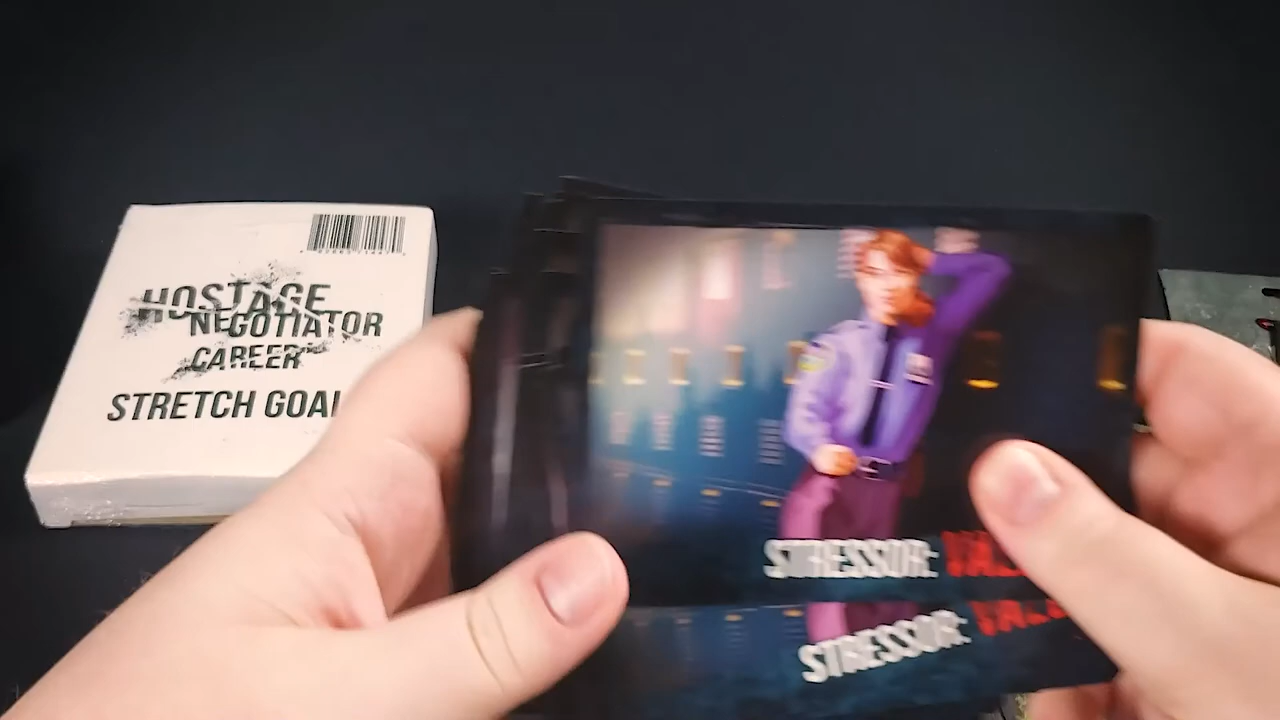 HOSTAGE
NEGOTIATOR
CAREER
STRETCH GOAL
STRESSOR:
STRESSOR: